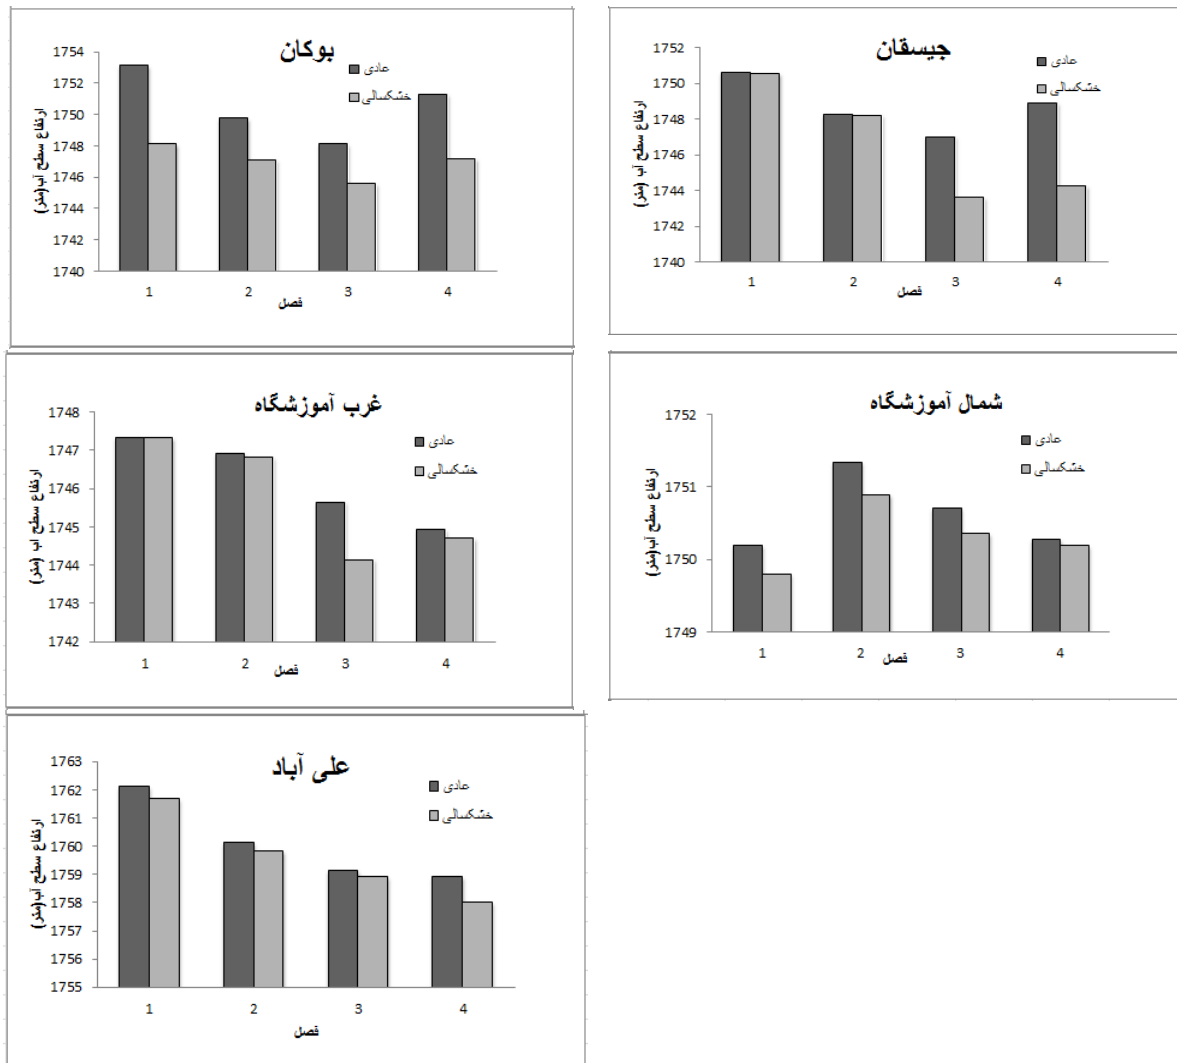 بوکان
عادی
خشکسالی
ارتفاع سطح آب(متر)
1754
1752
1750
1748
1746
1744
1742
1740
1 2 3 4
فصل
جیسقان
عادی
خشکسالی
ارتفاع سطح آب (متر)
1752
1750
1748
1746
1744
1742
1740
1 2 3 4
فصل
غرب آموزشگاه
عادی
خشکسالی
ارتفاع سطح اب (متر)
1748
1747
1746
1745
1744
1743
1742
1 2 3 4
فصل
شمال آموزشگاه
عادی
خشکسالی
ارتفاع سطح آب(متر)
1752
1751
1750
1749
1 2 3 4
فصل
علی آباد
عادی
خشکسالی
ارتفاع سطح آب(متر)
1763
1762
1761
1760
1759
1758
1757
1756
1755
1 2 3 4
فصل